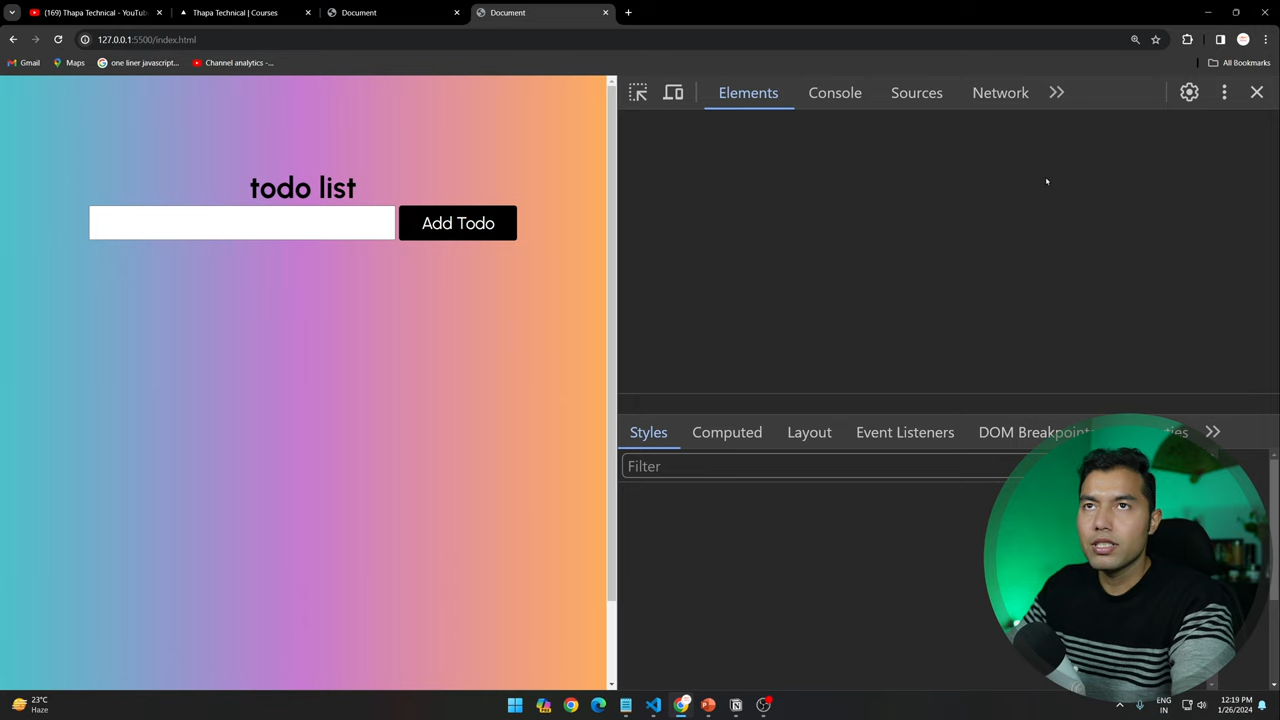 (169) Thapa Technical - YouTub
Thapa Technical | Courses
Document
Document
127.0.0.1:5500/index.html
Gmail
Maps
one liner javascript...
Channel analytics -...
All Bookmarks
Elements
Console
Sources
Network
todo list
Add Todo
Styles
Computed
Layout
Event Listeners
DOM Breakpoints
Filter
23°C
Haze
ENG
IN
12:19 PM
1/26/2024